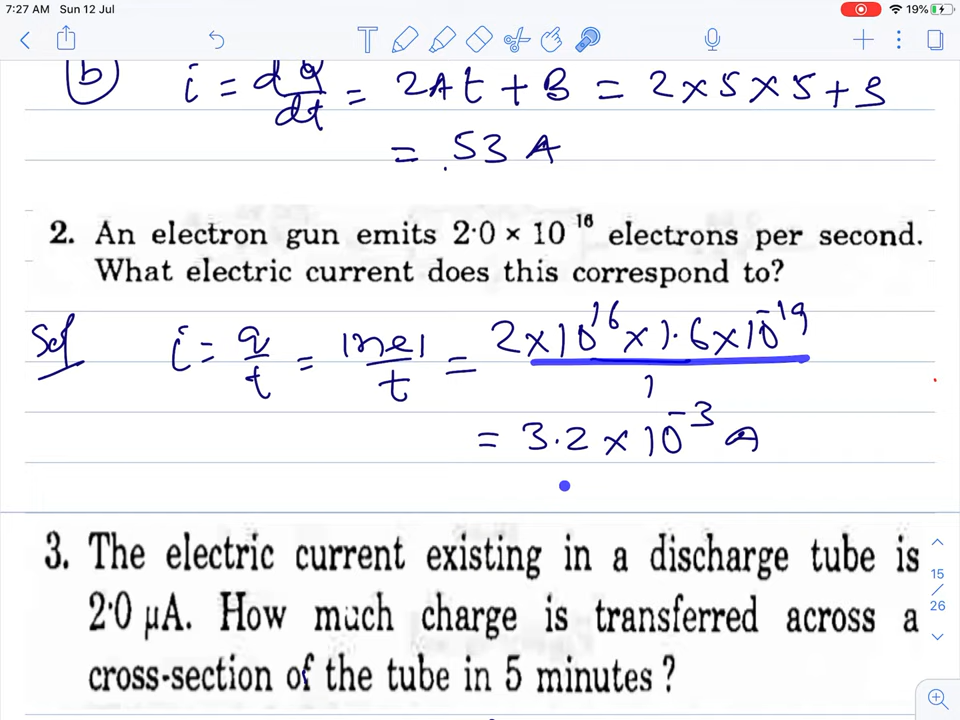 7:27 AM Sun 12 Jul
19%
(b) i = dQ/dt = 2At + B = 2 × 5 × 5 + 3
= 53 A
2. An electron gun emits 2·0 × 10^16 electrons per second.
What electric current does this correspond to?
Sol i = q/t = |ne|/t = 2 × 10^16 × 1.6 × 10^-19 / 1
= 3.2 × 10^-3 A
3. The electric current existing in a discharge tube is
2·0 μA. How much charge is transferred across a
cross-section of the tube in 5 minutes ?
15
/
26